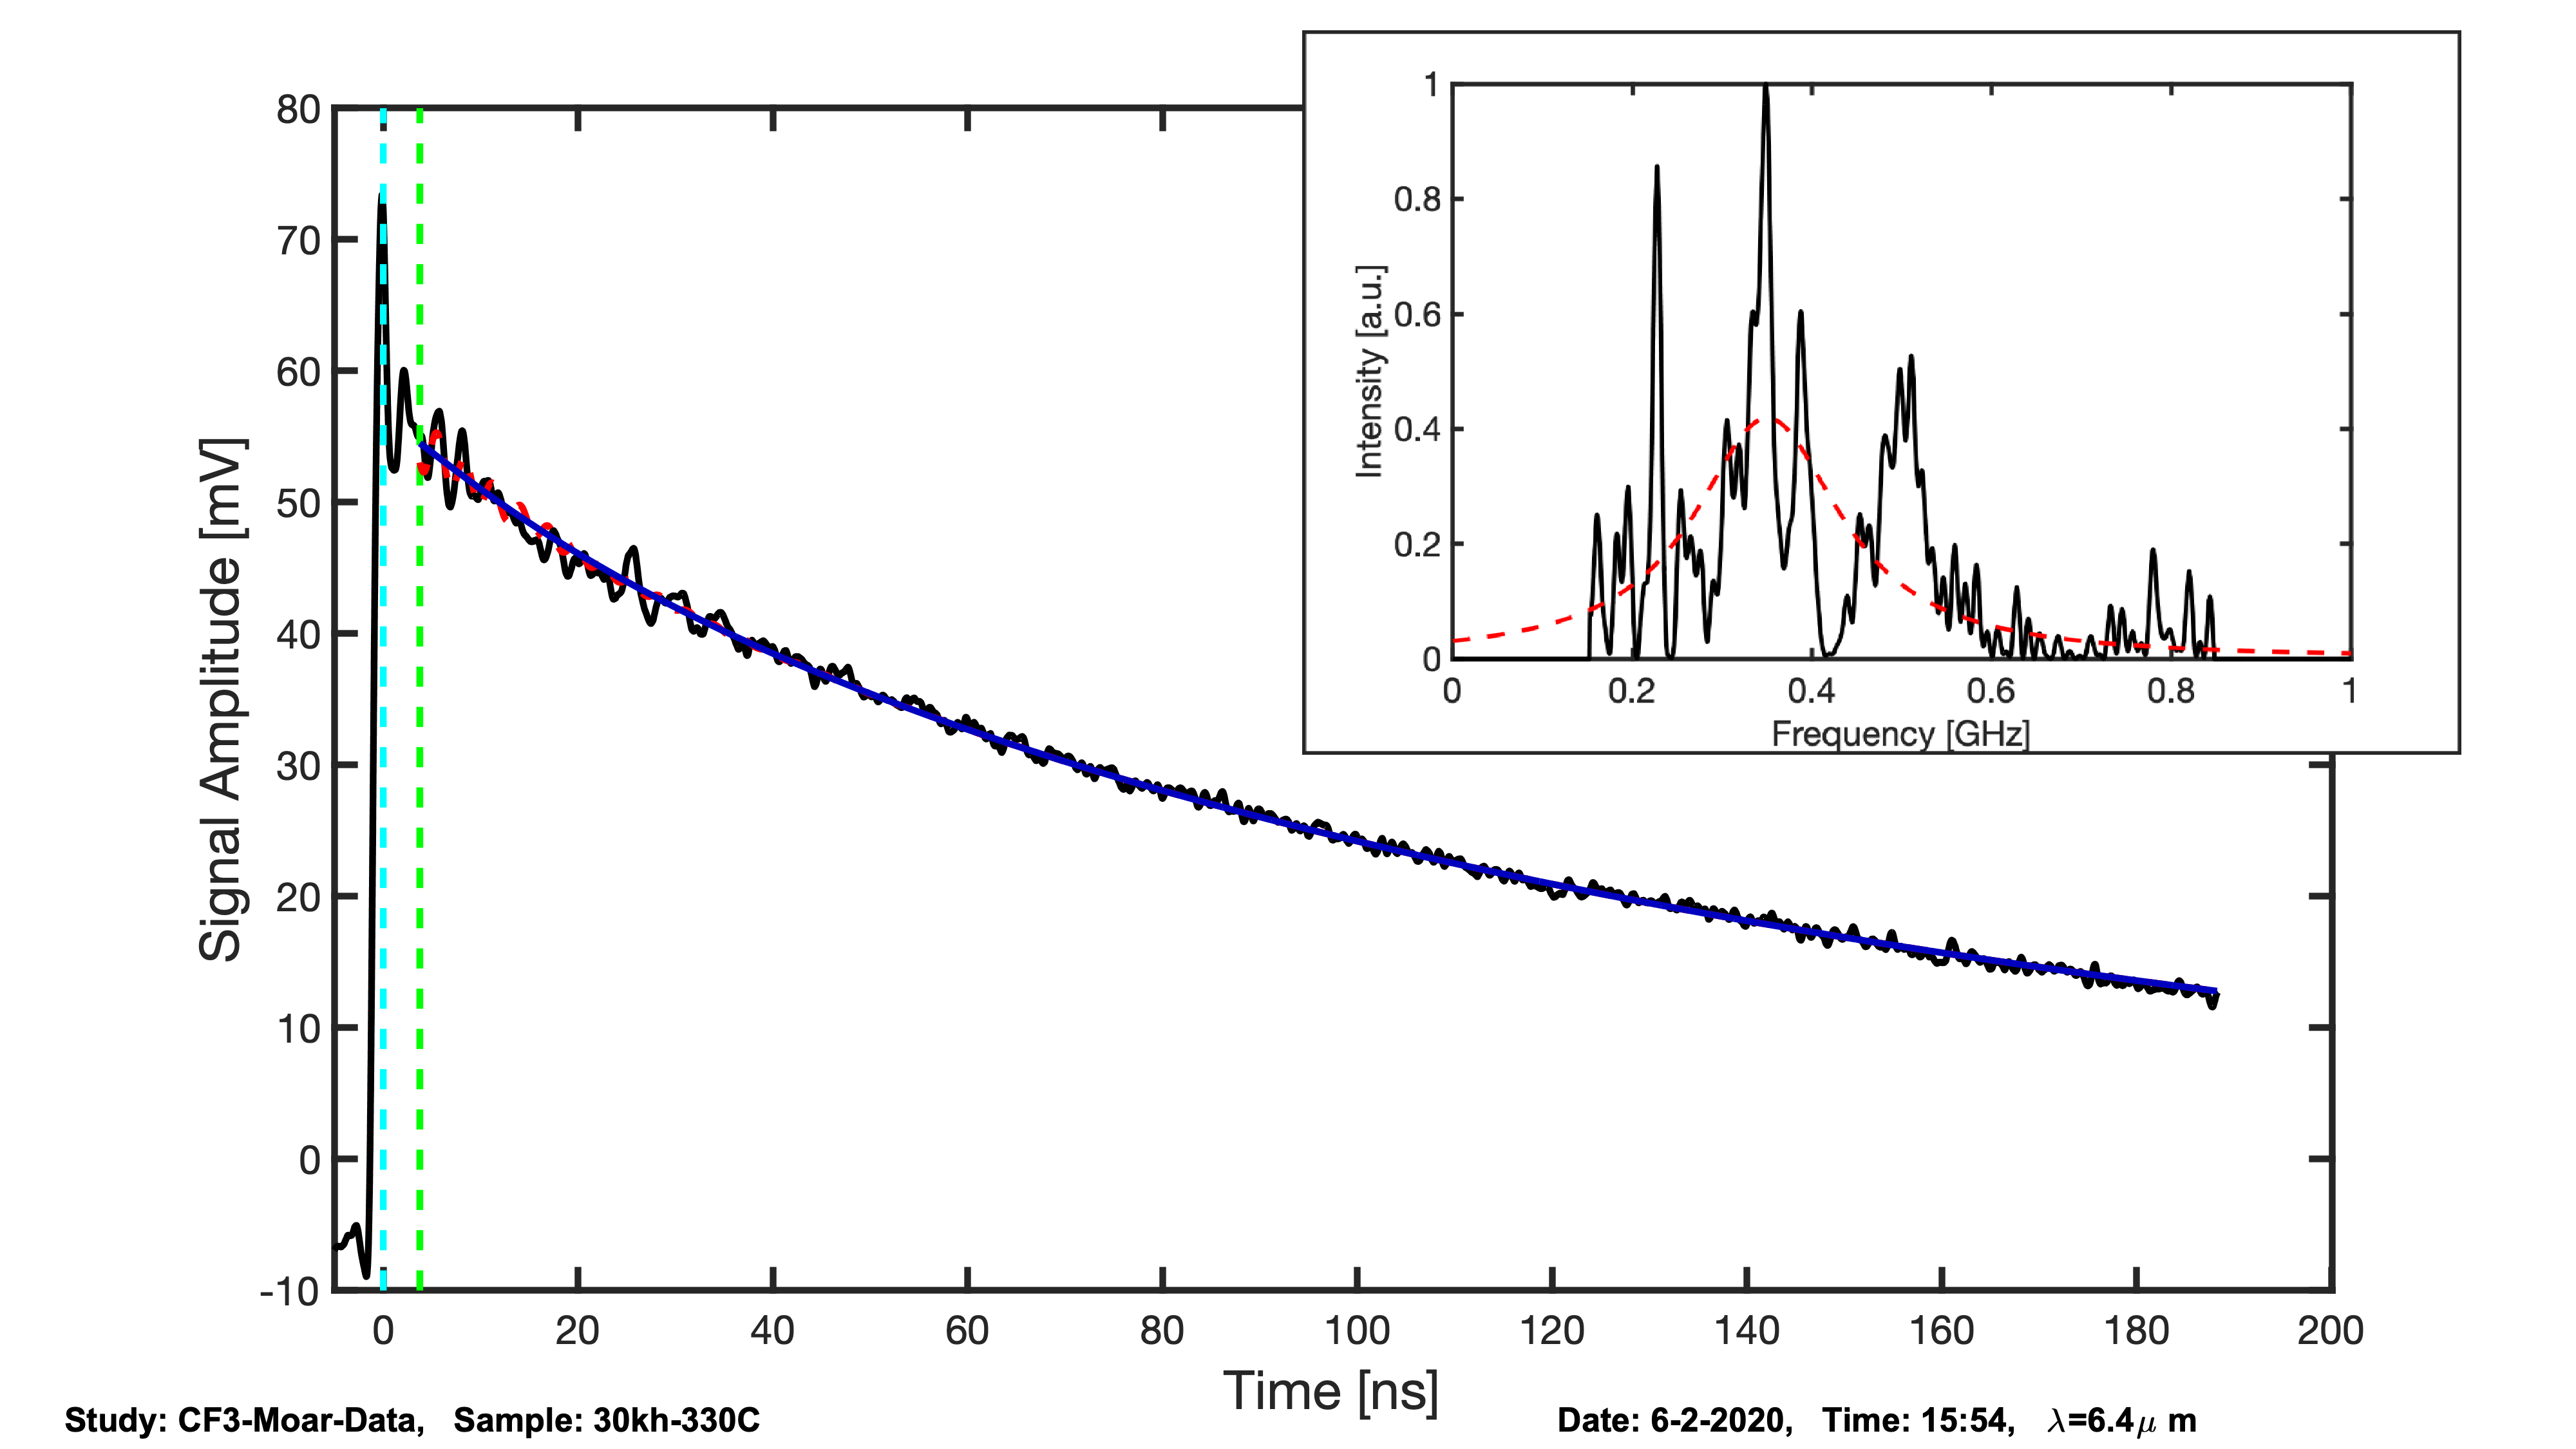 80
70
60
50
40
30
20
10
0
-10
Signal Amplitude [mV]
0 20 40 60 80 100 120 140 160 180 200
Time [ns]
1
0.8
0.6
0.4
0.2
0
Intensity [a.u.]
0 0.2 0.4 0.6 0.8 1
Frequency [GHz]
Study: CF3-Moar-Data, Sample: 30kh-330C
Date: 6-2-2020, Time: 15:54, λ=6.4μ m